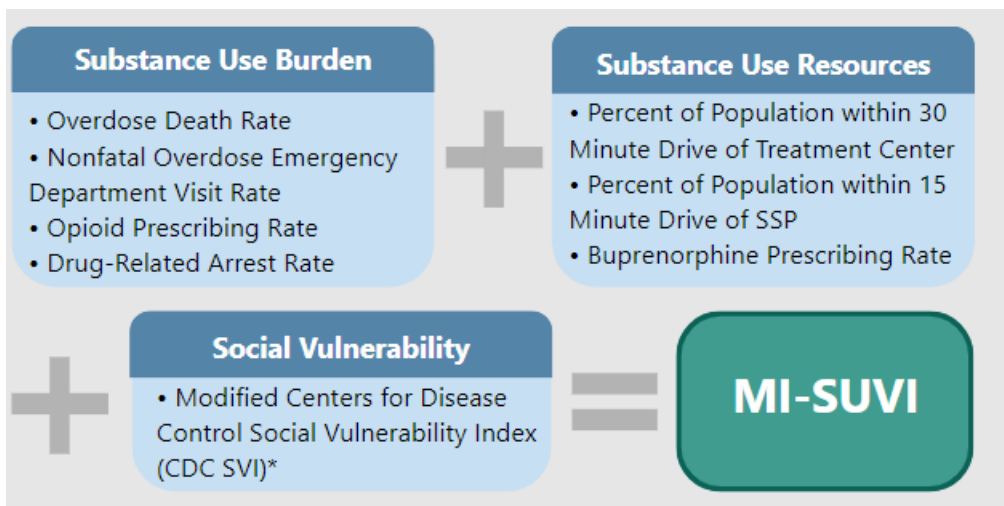 Substance Use Burden
• Overdose Death Rate
• Nonfatal Overdose Emergency
Department Visit Rate
• Opioid Prescribing Rate
• Drug-Related Arrest Rate
+
Substance Use Resources
• Percent of Population within 30
Minute Drive of Treatment Center
• Percent of Population within 15
Minute Drive of SSP
• Buprenorphine Prescribing Rate
+
Social Vulnerability
• Modified Centers for Disease
Control Social Vulnerability Index
(CDC SVI)*
=
MI-SUVI